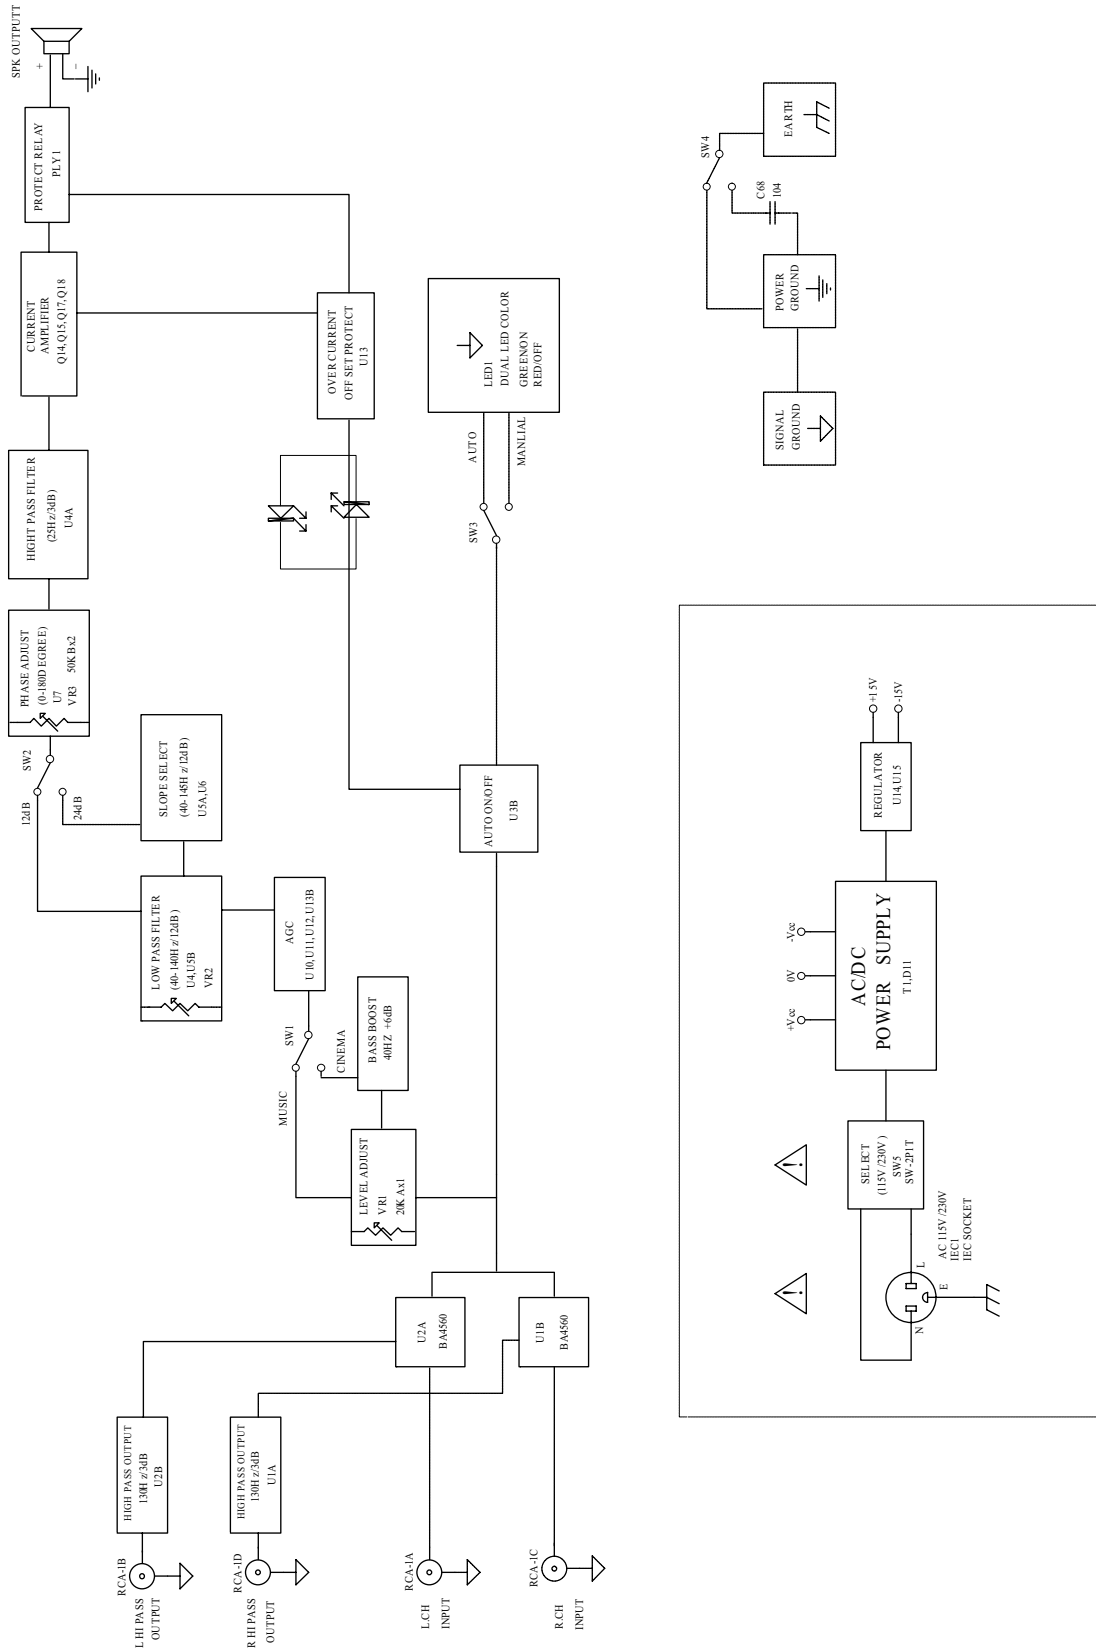 RCA-1B
L HI PASS
OUTPUT
HIGH PASS OUTPUT
130Hz/3dB
U2B
RCA-1D
R HI PASS
OUTPUT
HIGH PASS OUTPUT
130Hz/3dB
U1A
RCA-1A
L.CH
INPUT
RCA-1C
R.CH
INPUT
U2A
BA4560
U1B
BA4560
LEVEL ADJUST
VR1
20KAx1
MUSIC
SW1
CINEMA
BASS BOOST
40HZ +6dB
AGC
U10,U11,U12,U13B
LOW PASS FILTER
(40-140Hz/12dB)
U4,U5B
VR2
SLOPE SELECT
(40-145Hz/12dB)
U5A,U6
12dB
SW2
24dB
PHASE ADJUST
(0-180DEGREE)
U7
VR3 50KBx2
HIGHT PASS FILTER
(25Hz/3dB)
U4A
CURRENT
AMPLIFIER
Q14,Q15,Q17,Q18
PROTECT RELAY
PLY1
SPK OUTPUTT
+
-
OVER CURRENT
OFF SET PROTECT
U13
AUTO ON/OFF
U3B
SW3
AUTO
MANLIAL
LED1
DUAL LED COLOR
GREEN/ON
RED/OFF
SIGNAL
GROUND
POWER
GROUND
C68
104
SW4
EARTH
N
L
E
AC 115V/230V
IEC1
IEC SOCKET
!
!
SELECT
(115V/230V)
SW5
SW-2P1T
+Vcc
0V
-Vcc
AC/DC
POWER SUPPLY
T1,D11
REGULATOR
U14,U15
+15V
-15V